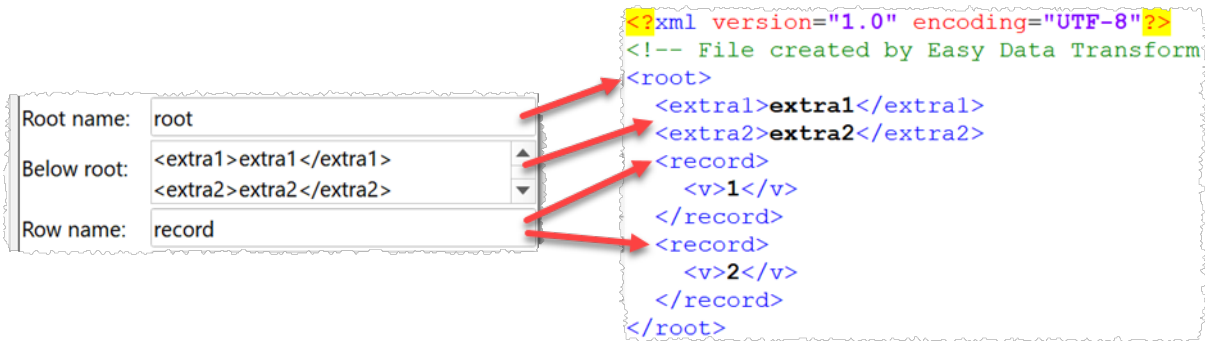 Root name: root
Below root: <extra1>extra1</extra1>
<extra2>extra2</extra2>
Row name: record
<?xml version="1.0" encoding="UTF-8"?>
<!-- File created by Easy Data Transform
<root>
  <extra1>extra1</extra1>
  <extra2>extra2</extra2>
  <record>
    <v>1</v>
  </record>
  <record>
    <v>2</v>
  </record>
</root>